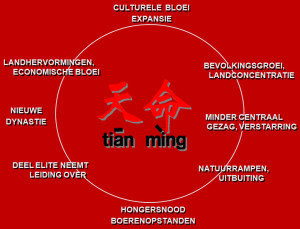 CULTURELE BLOEI
EXPANSIE
LANDHERVORMINGEN,
ECONOMISCHE BLOEI
BEVOLKINGSGROEI,
LANDCONCENTRATIE
NIEUWE
DYNASTIE
天命
tiān mìng
MINDER CENTRAAL
GEZAG, VERSTARRING
DEEL ELITE NEEMT
LEIDING OVER
NATUURRAMPEN,
UITBUITING
HONGERSNOOD
BOERENOPSTANDEN